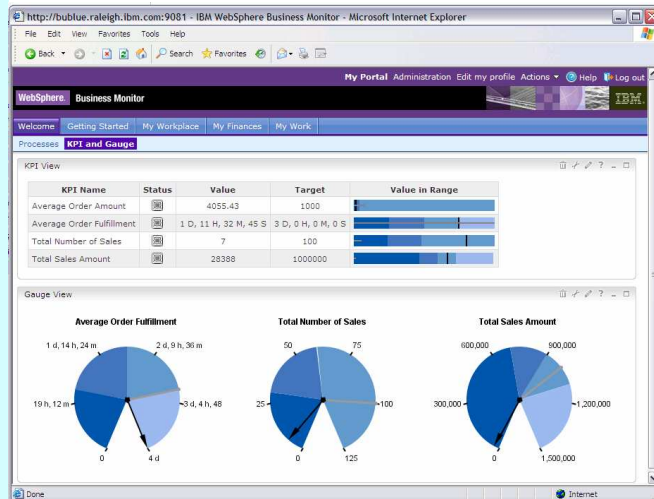 http://bublue.raleigh.ibm.com:9081 - IBM WebSphere Business Monitor - Microsoft Internet Explorer
File Edit View Favorites Tools Help
Back Search Favorites
My Portal Administration Edit my profile Actions Help Log out
WebSphere. Business Monitor IBM.
Welcome Getting Started My Workplace My Finances My Work
Processes KPI and Gauge
KPI View
KPI Name Status Value Target Value in Range
Average Order Amount 4055.43 1000
Average Order Fulfillment 1 D, 11 H, 32 M, 45 S 3 D, 0 H, 0 M, 0 S
Total Number of Sales 7 100
Total Sales Amount 28388 1000000
Gauge View
Average Order Fulfillment Total Number of Sales Total Sales Amount
1 d, 14 h, 24 m 2 d, 9 h, 36 m 50 75 600,000 900,000
19 h, 12 m 3 d, 4 h, 48 25 100 300,000 1,200,000
0 4 d 0 125 0 1,500,000
Done Internet